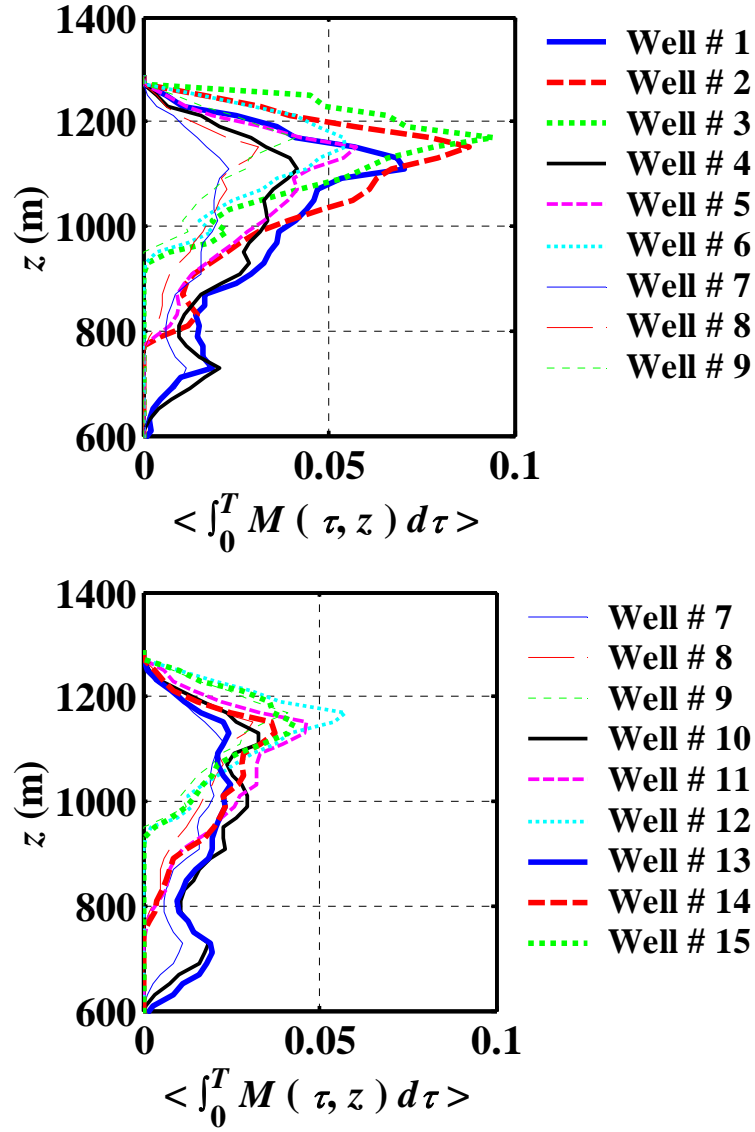 1400
1200
1000
800
600
z (m)
0 0.05 0.1
< ∫₀ᵀ M ( τ, z ) d τ >
Well # 1
Well # 2
Well # 3
Well # 4
Well # 5
Well # 6
Well # 7
Well # 8
Well # 9
1400
1200
1000
800
600
z (m)
0 0.05 0.1
< ∫₀ᵀ M ( τ, z ) d τ >
Well # 7
Well # 8
Well # 9
Well # 10
Well # 11
Well # 12
Well # 13
Well # 14
Well # 15